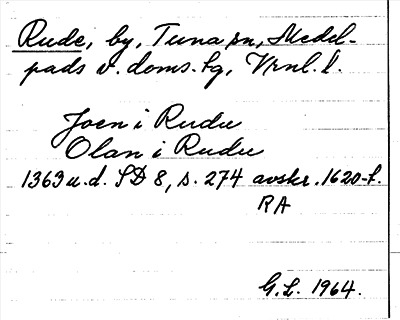 Rude, by, Tuna sn, Medel-
pads v. doms.tg, Vrnl. l.
Joen i Rudu
Olan i Rudu
1363 u.d. SD 8, s. 274 avskr. 1620-t.
RA
G.L. 1964.